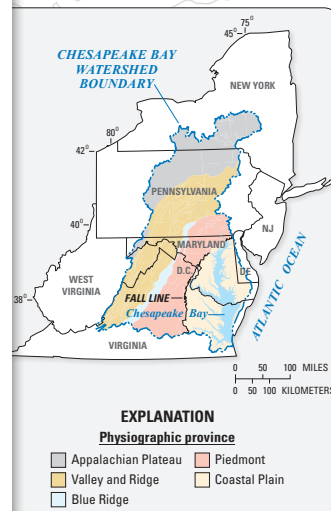 75°
45°
CHESAPEAKE BAY
WATERSHED
BOUNDARY
NEW YORK
80°
42°
PENNSYLVANIA
40°
NJ
MARYLAND
D.C.
DE
WEST
VIRGINIA
FALL LINE
38°
Chesapeake Bay
ATLANTIC OCEAN
VIRGINIA
0 50 100 MILES
0 50 100 KILOMETERS
EXPLANATION
Physiographic province
Appalachian Plateau
Piedmont
Valley and Ridge
Coastal Plain
Blue Ridge